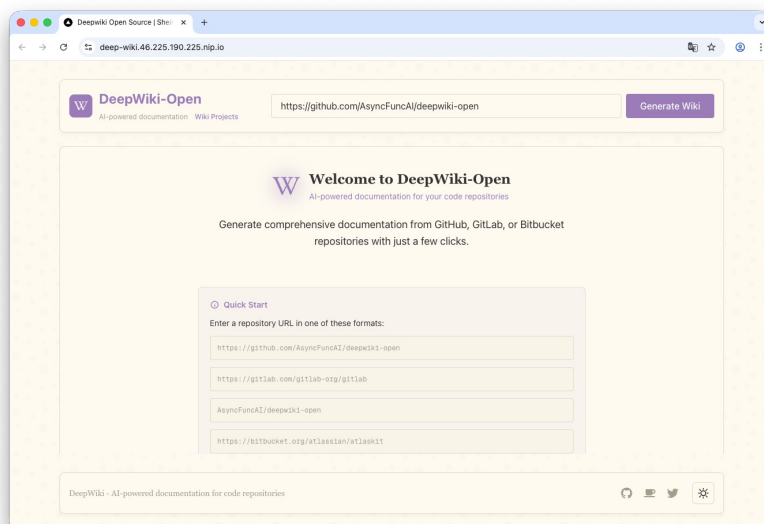 Deepwiki Open Source | Shei
deep-wiki.46.225.190.225.nip.io
W
DeepWiki-Open
AI-powered documentation Wiki Projects
https://github.com/AsyncFuncAI/deepwiki-open
Generate Wiki
W
Welcome to DeepWiki-Open
AI-powered documentation for your code repositories
Generate comprehensive documentation from GitHub, GitLab, or Bitbucket
repositories with just a few clicks.
Quick Start
Enter a repository URL in one of these formats:
https://github.com/AsyncFuncAI/deepwiki-open
https://gitlab.com/gitlab-org/gitlab
AsyncFuncAI/deepwiki-open
https://bitbucket.org/atlassian/atlaskit
DeepWiki - AI-powered documentation for code repositories